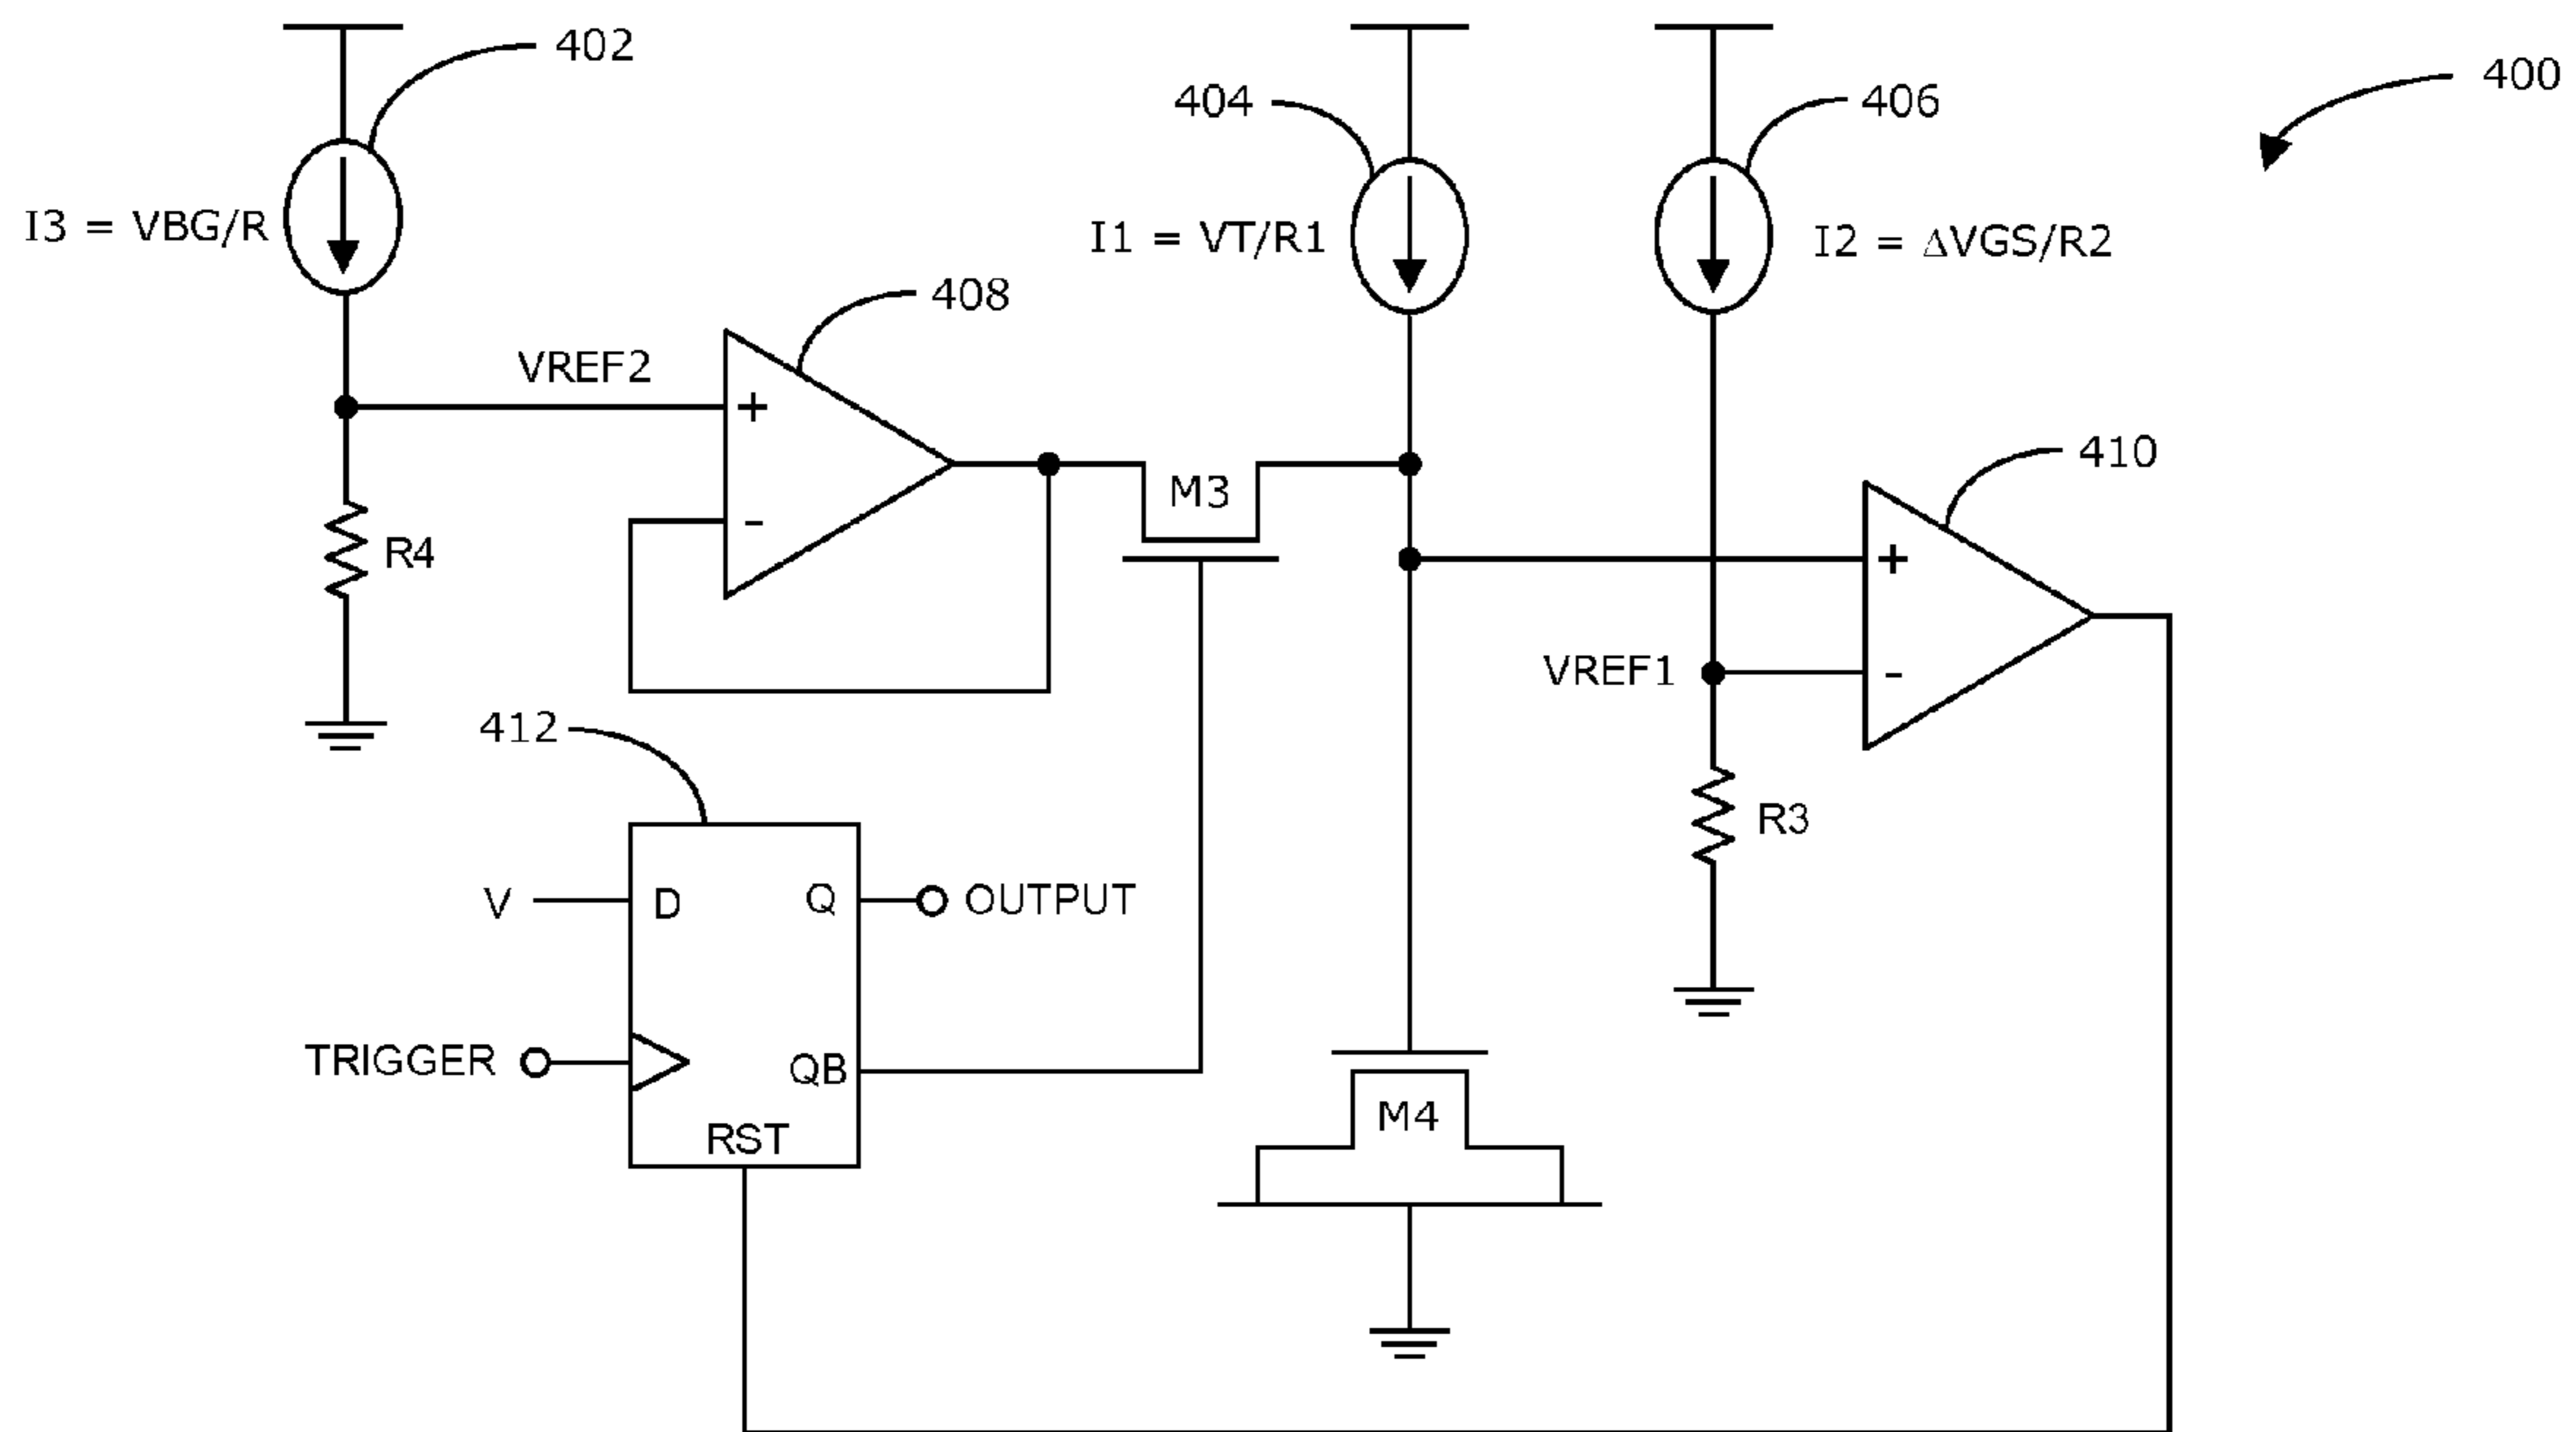 402
404
406
400
I3 = VBG/R
I1 = VT/R1
I2 = ΔVGS/R2
408
VREF2
+
-
M3
410
+
-
R4
VREF1
412
R3
V
D
Q
OUTPUT
TRIGGER
QB
RST
M4